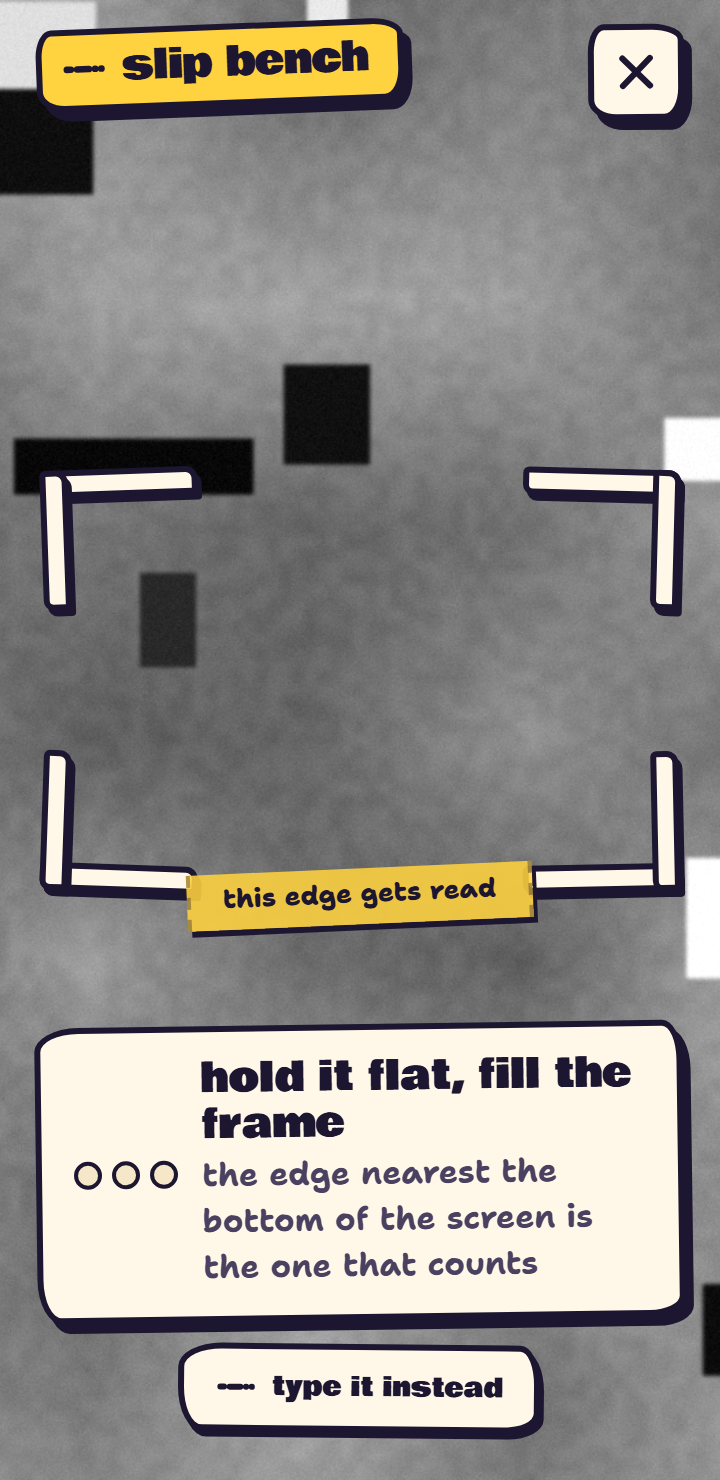 slip bench
this edge gets read
hold it flat, fill the
frame
the edge nearest the
bottom of the screen is
the one that counts
type it instead